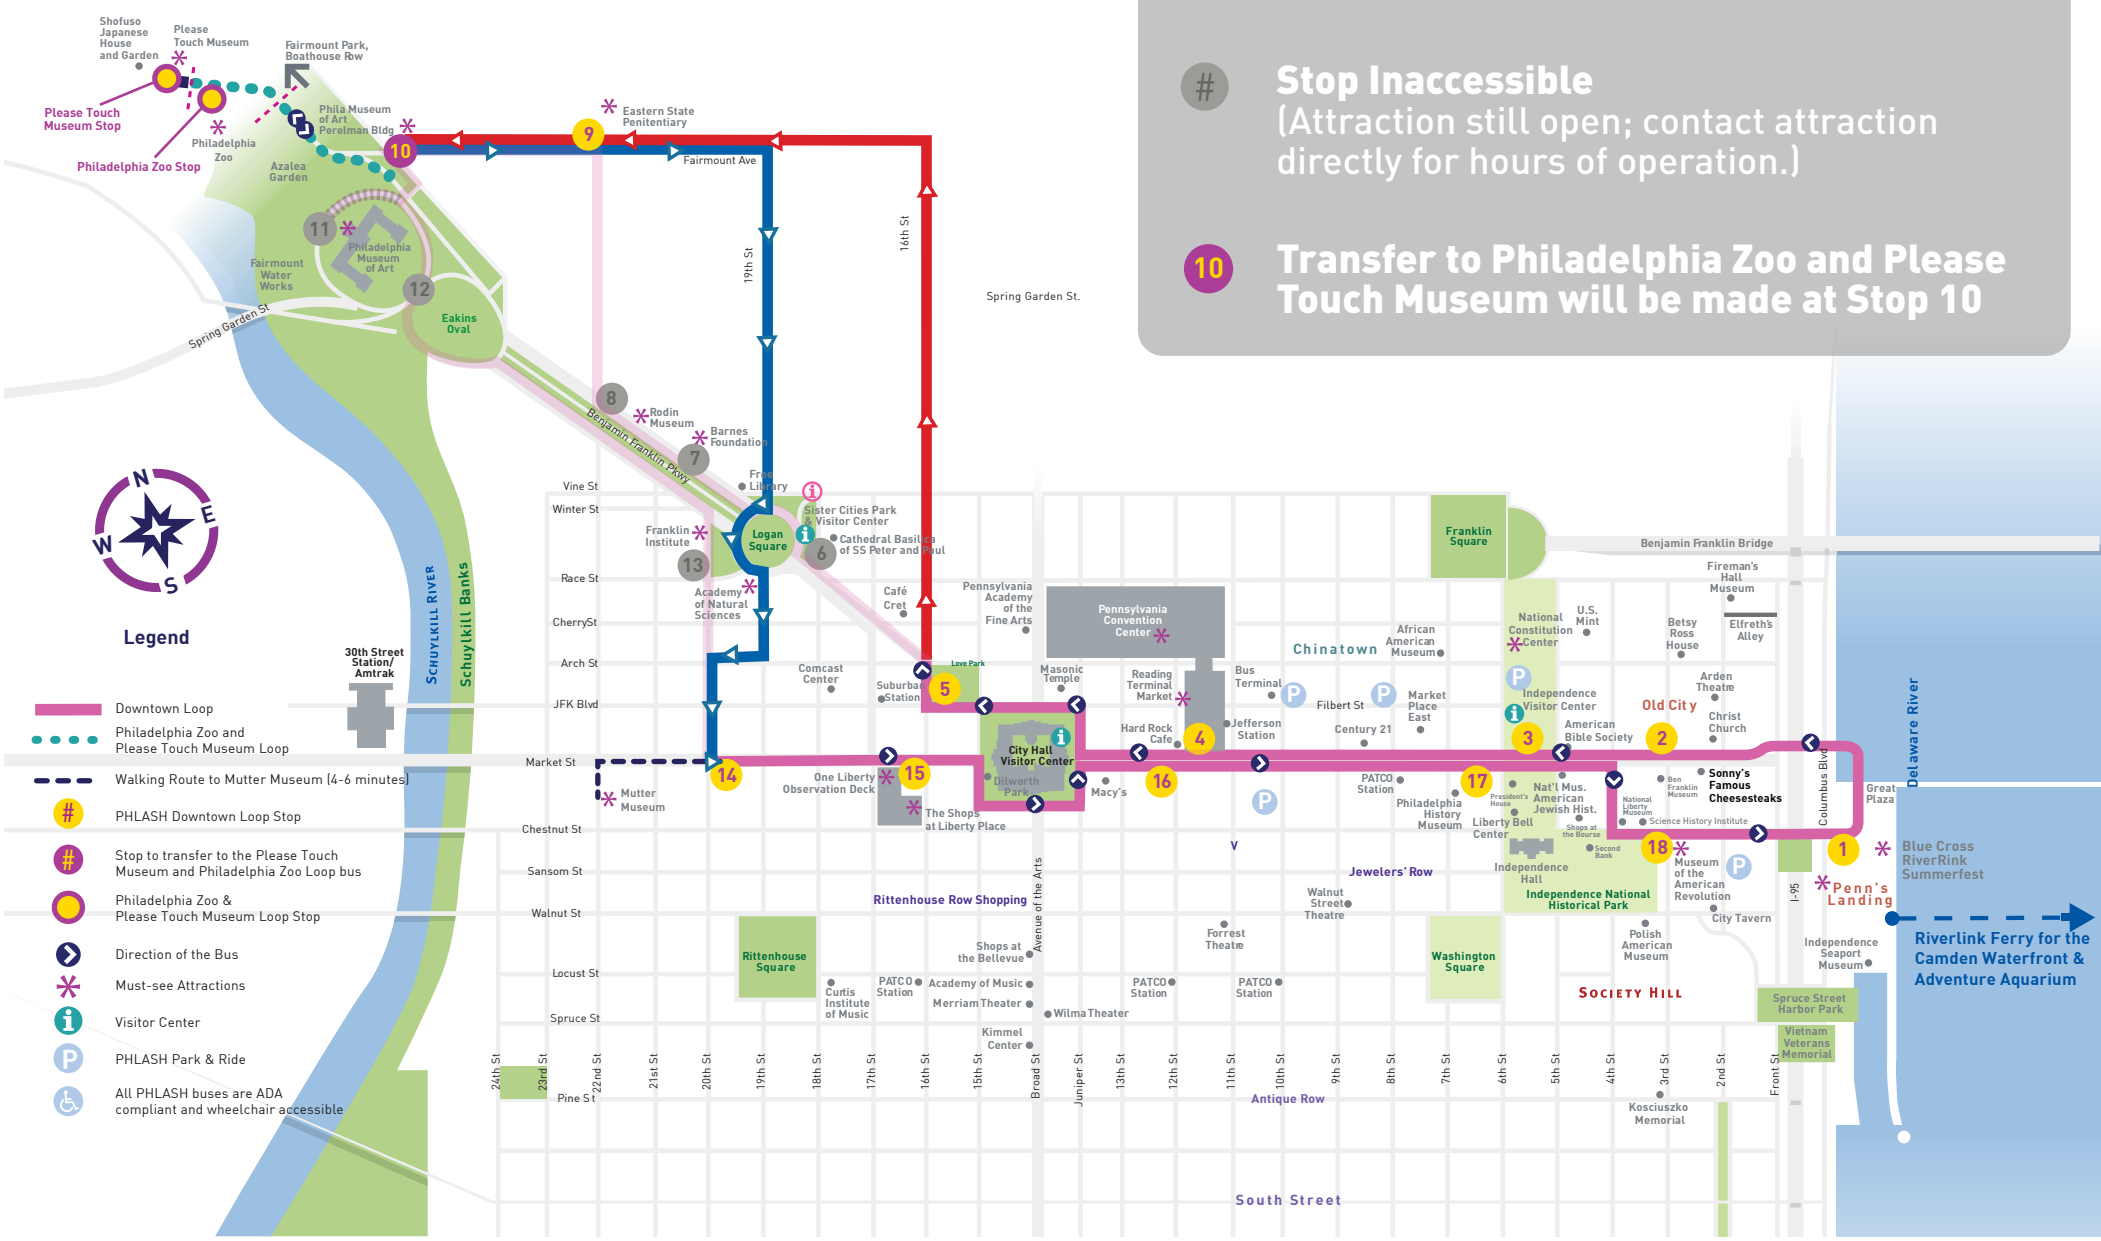 #
Stop Inaccessible
(Attraction still open; contact attraction
directly for hours of operation.)
10
Transfer to Philadelphia Zoo and Please
Touch Museum will be made at Stop 10
Shofuso
Japanese
House
and Garden
Please
Touch Museum
Fairmount Park,
Boathouse Row
Please Touch
Museum Stop
Philadelphia Zoo Stop
Philadelphia
Zoo
Phila Museum
of Art
Perelman Bldg
Azalea
Garden
10
9
Eastern State
Penitentiary
Fairmount Ave
11
Philadelphia
Museum
of Art
Fairmount
Water
Works
12
Eakins
Oval
Spring Garden St
19th St
16th St
Spring Garden St.
8
Rodin
Museum
Barnes
Foundation
7
Benjamin Franklin Pkwy
Free
Library
Vine St
Winter St
Sister Cities Park
& Visitor Center
Logan
Square
6
Cathedral Basilica
of SS Peter and Paul
Franklin
Institute
13
Race St
Academy
of Natural
Sciences
Café
Cret
CherrySt
Arch St
JFK Blvd
Market St
Chestnut St
Sansom St
Walnut St
Locust St
Spruce St
Pine St
N
E
W
S
Legend
Downtown Loop
Philadelphia Zoo and
Please Touch Museum Loop
Walking Route to Mutter Museum (4-6 minutes)
#
PHLASH Downtown Loop Stop
#
Stop to transfer to the Please Touch
Museum and Philadelphia Zoo Loop bus
Philadelphia Zoo &
Please Touch Museum Loop Stop
Direction of the Bus
Must-see Attractions
i
Visitor Center
P
PHLASH Park & Ride
All PHLASH buses are ADA
compliant and wheelchair accessible
30th Street
Station/
Amtrak
Schuylkill River
Schuylkill Banks
Mutter
Museum
14
15
Comcast
Center
Suburban
Station
5
Love Park
One Liberty
Observation Deck
The Shops
at Liberty Place
Pennsylvania
Academy
of the
Fine Arts
Pennsylvania
Convention
Center
Masonic
Temple
Reading
Terminal
Market
Bus
Terminal
City Hall
Visitor Center
Dilworth
Park
Hard Rock
Cafe
4
Jefferson
Station
Macy's
16
Chinatown
P
P
Filbert St
Century 21
African
American
Museum
Market
Place
East
Franklin
Square
Benjamin Franklin Bridge
National
Constitution
Center
U.S.
Mint
P
Independence
Visitor Center
3
American
Bible Society
Old City
2
Fireman's
Hall
Museum
Elfreth's
Alley
Betsy
Ross
House
Arden
Theatre
Christ
Church
P
PATCO
Station
17
Philadelphia
History
Museum
President's
House
Liberty Bell
Center
Nat'l Mus.
American
Jewish Hist.
Shops at
the Bourse
National
Liberty
Museum
Science History Institute
Ben
Franklin
Museum
Sonny's
Famous
Cheesesteaks
Columbus Blvd
Great
Plaza
Delaware River
Independence
Hall
Second
Bank
18
Museum
of the
American
Revolution
P
1
Blue Cross
RiverRink
Summerfest
Penn's
Landing
I-95
City Tavern
Independence National
Historical Park
V
Jewelers' Row
Rittenhouse Row Shopping
Avenue of the Arts
Walnut
Street
Theatre
Forrest
Theatre
Rittenhouse
Square
Shops at
the Bellevue
Curtis
Institute
of Music
PATCO
Station
Academy of Music
Merriam Theater
Wilma Theater
Kimmel
Center
PATCO
Station
PATCO
Station
Washington
Square
Polish
American
Museum
Society Hill
Independence
Seaport
Museum
Riverlink Ferry for the
Camden Waterfront &
Adventure Aquarium
Spruce Street
Harbor Park
Vietnam
Veterans
Memorial
24th St
23rd St
22nd St
21st St
20th St
19th St
18th St
17th St
16th St
15th St
Broad St
Juniper St
13th St
12th St
11th St
10th St
9th St
8th St
7th St
6th St
5th St
4th St
3rd St
2nd St
Front St
Antique Row
Kosciuszko
Memorial
South Street